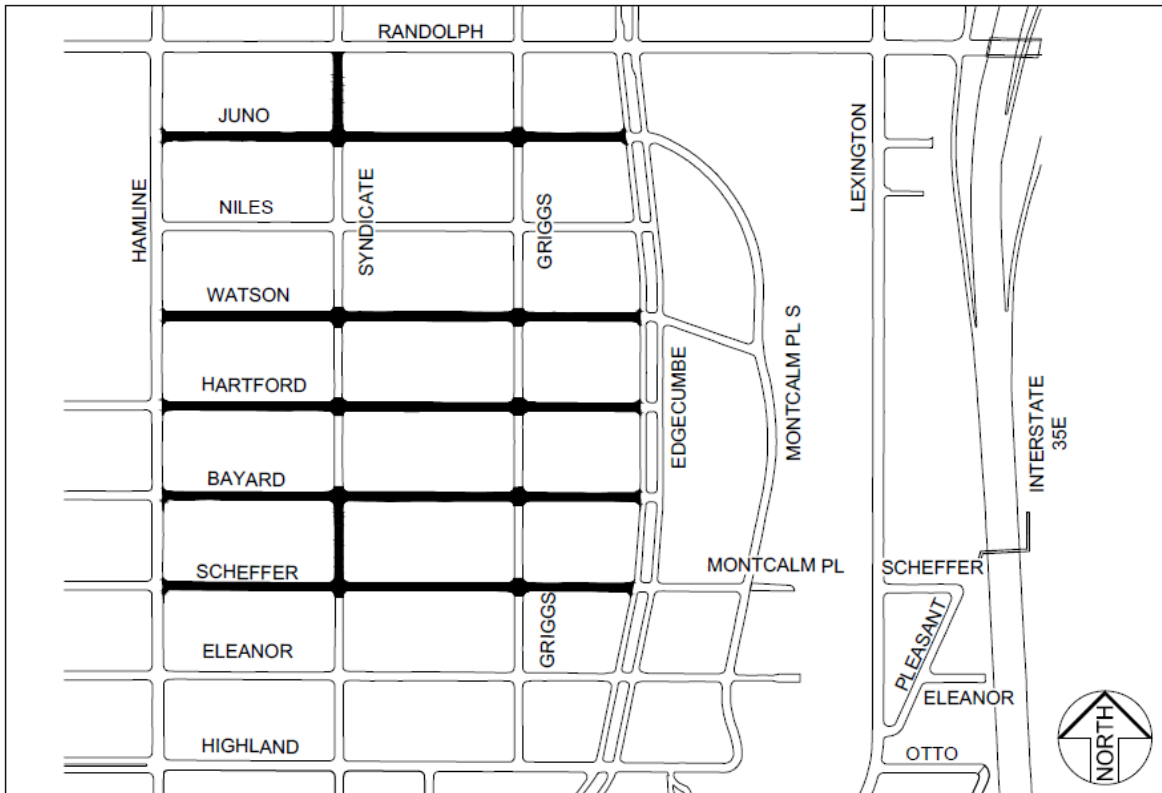 RANDOLPH
JUNO
HAMLINE
SYNDICATE
GRIGGS
LEXINGTON
NILES
WATSON
HARTFORD
EDGECUMBE
MONTCALM PL S
INTERSTATE
35E
BAYARD
SCHEFFER
MONTCALM PL
SCHEFFER
GRIGGS
ELEANOR
PLEASANT
ELEANOR
HIGHLAND
OTTO
NORTH